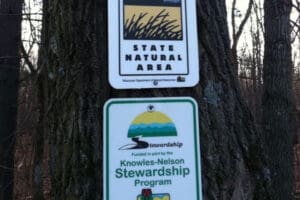 STATE
NATURAL
AREA
Stewardship
Funded in part by the
Knowles-Nelson
Stewardship
Program